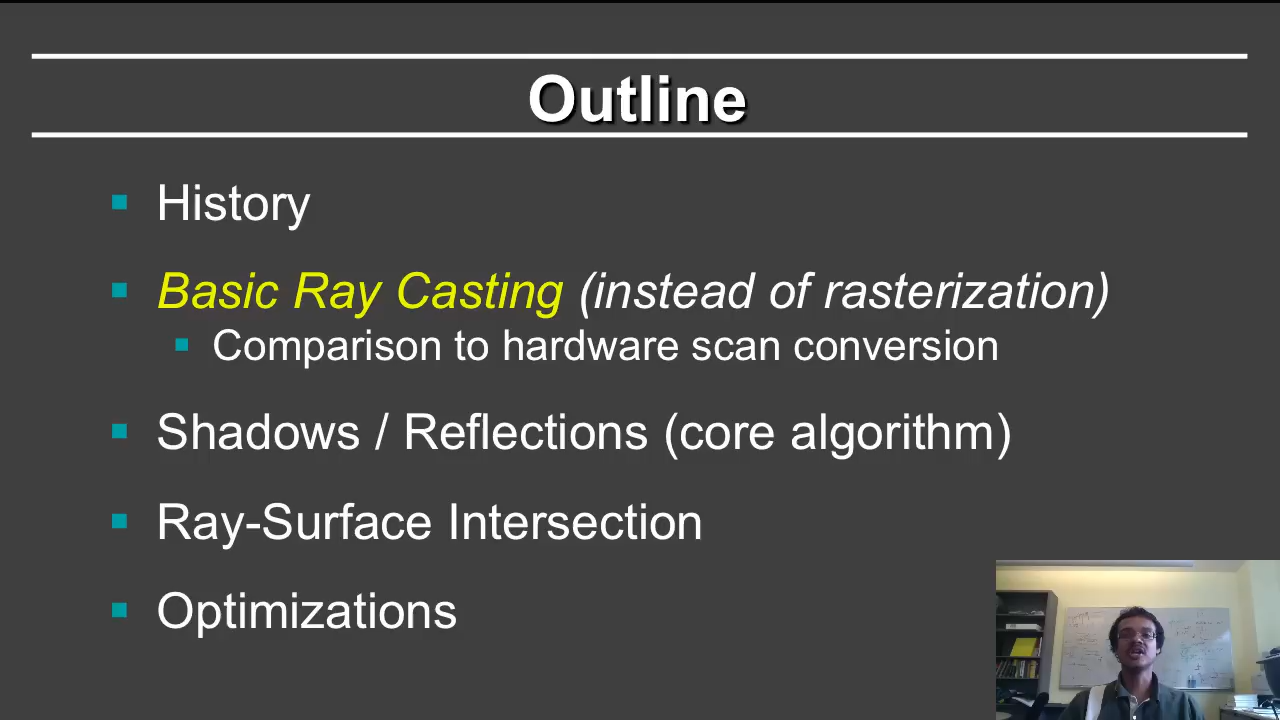 Outline
History
Basic Ray Casting (instead of rasterization)
Comparison to hardware scan conversion
Shadows / Reflections (core algorithm)
Ray-Surface Intersection
Optimizations